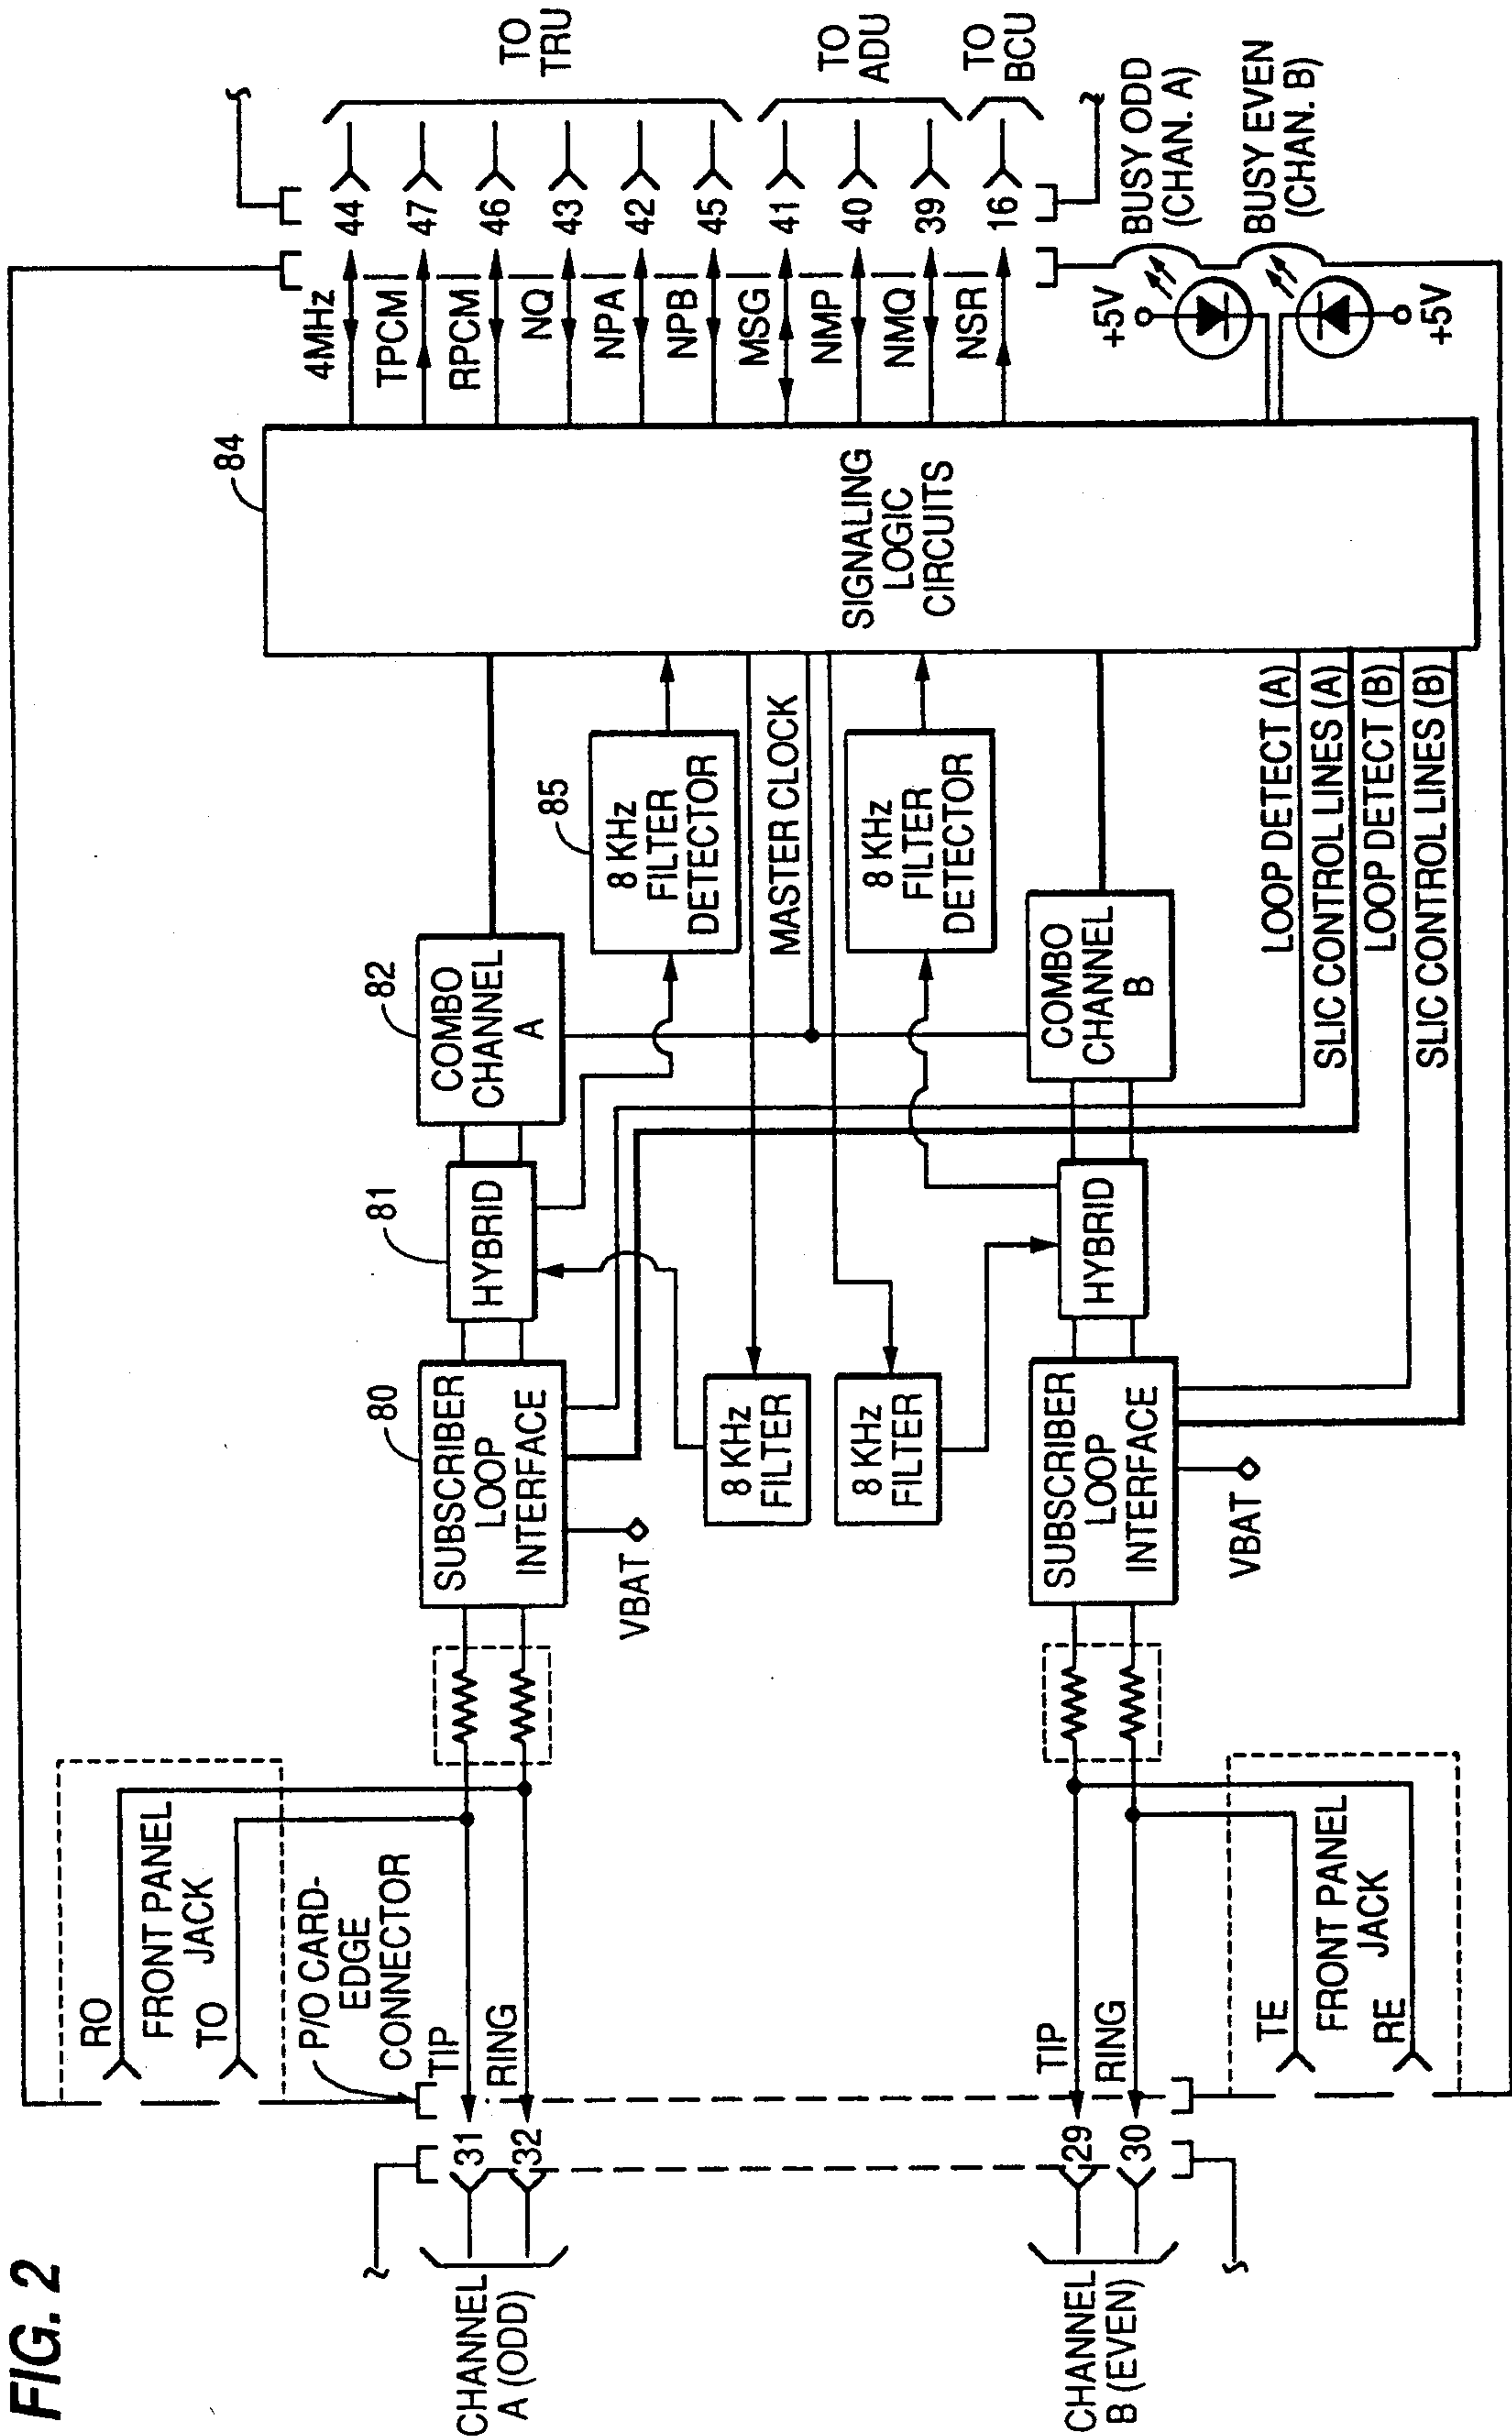 FIG. 2
CHANNEL
A (ODD)
31
32
TIP
RING
P/O CARD-
EDGE
CONNECTOR
RO
FRONT PANEL
JACK
TO
80
SUBSCRIBER
LOOP
INTERFACE
VBAT
81
HYBRID
82
COMBO
CHANNEL
A
85
8 KHz
FILTER
DETECTOR
8 KHz
FILTER
MASTER CLOCK
8 KHz
FILTER
8 KHz
FILTER
DETECTOR
84
SIGNALING
LOGIC
CIRCUITS
4MHz
44
TPCM
47
RPCM
46
NQ
43
NPA
42
NPB
45
TO
TRU
MSG
41
NMP
40
NMQ
39
TO
ADU
NSR
16
TO
BCU
+5V
BUSY ODD
(CHAN. A)
BUSY EVEN
(CHAN. B)
+5V
CHANNEL
B (EVEN)
29
30
TIP
RING
TE
FRONT PANEL
JACK
RE
SUBSCRIBER
LOOP
INTERFACE
VBAT
HYBRID
COMBO
CHANNEL
B
LOOP DETECT (A)
SLIC CONTROL LINES (A)
LOOP DETECT (B)
SLIC CONTROL LINES (B)